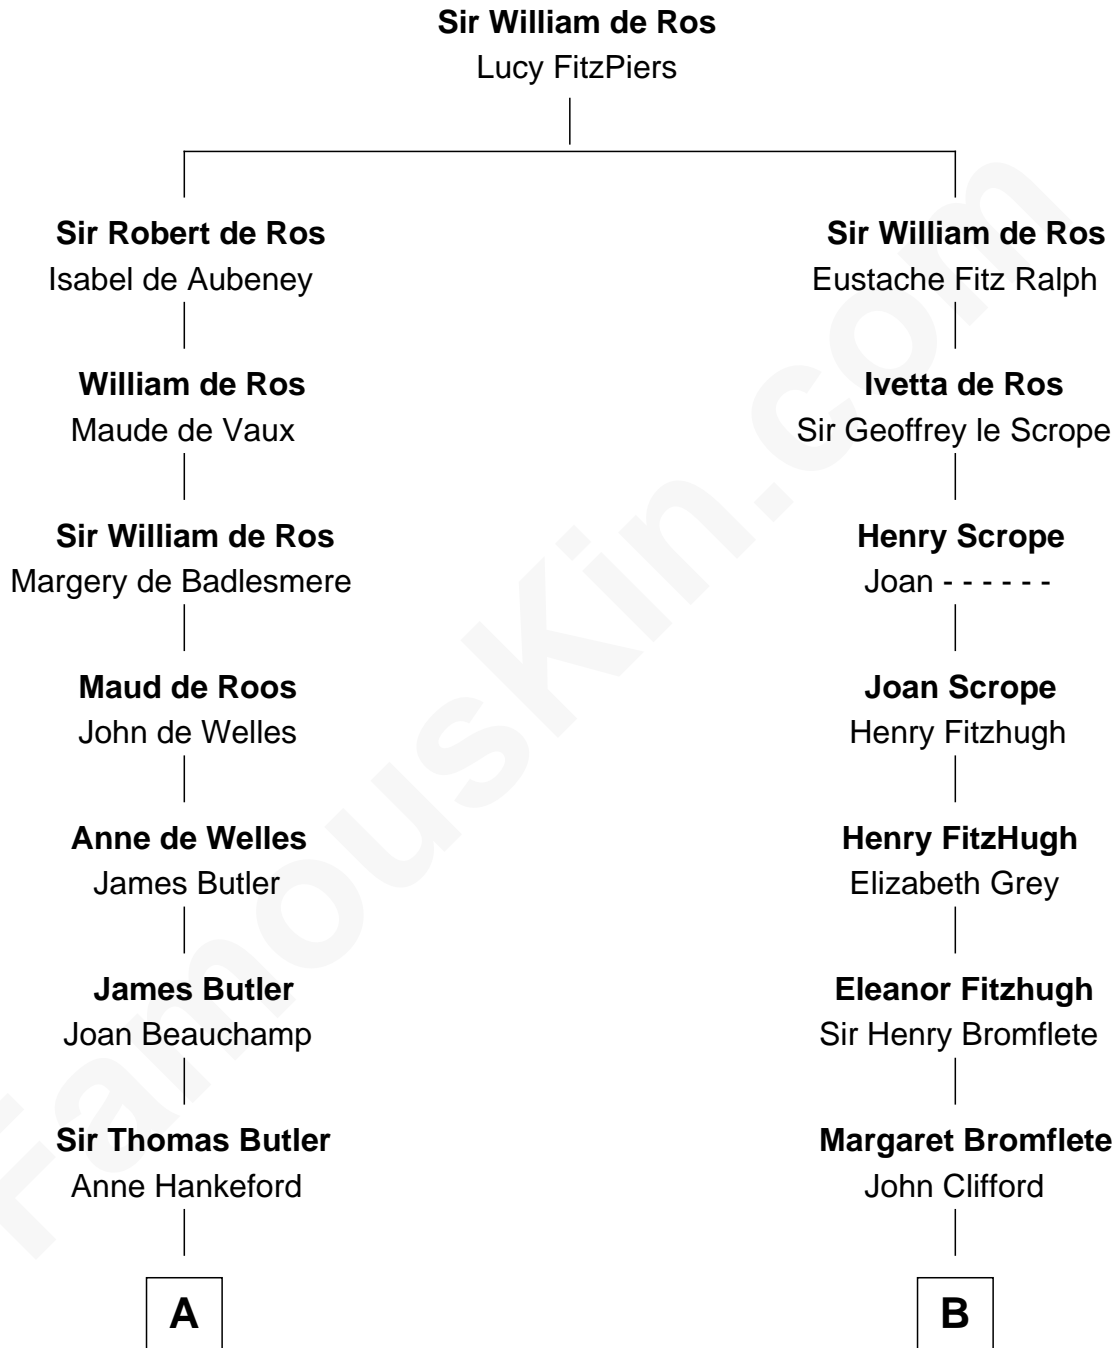 Sir William de Ros
Lucy FitzPiers
Sir Robert de Ros
Isabel de Aubeney
Sir William de Ros
Eustache Fitz Ralph
William de Ros
Maude de Vaux
Ivetta de Ros
Sir Geoffrey le Scrope
Sir William de Ros
Margery de Badlesmere
Henry Scrope
Joan - - - - - -
Maud de Roos
John de Welles
Joan Scrope
Henry Fitzhugh
Anne de Welles
James Butler
Henry FitzHugh
Elizabeth Grey
James Butler
Joan Beauchamp
Eleanor Fitzhugh
Sir Henry Bromflete
Sir Thomas Butler
Anne Hankeford
Margaret Bromflete
John Clifford
A
B
FamousKin.com